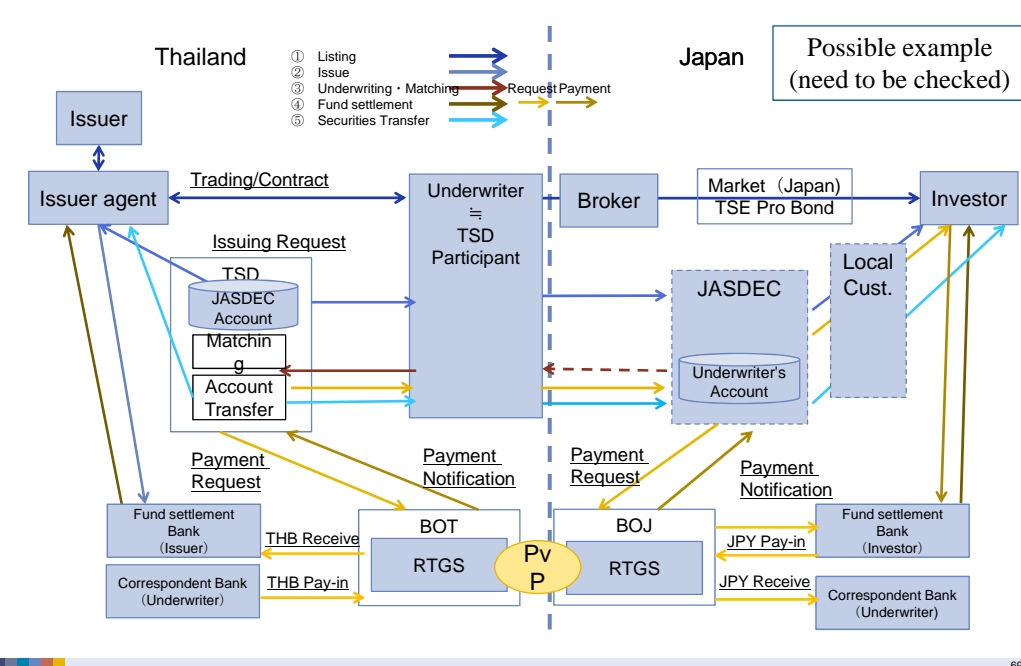 Thailand
① Listing
② Issue
③ Underwriting・Matching
④ Fund settlement
⑤ Securities Transfer
Request Payment
Japan
Possible example
(need to be checked)
Issuer
Issuer agent
Trading/Contract
Underwriter
≒
TSD
Participant
Broker
Market（Japan)
TSE Pro Bond
Investor
Issuing Request
TSD
JASDEC
Account
Matchin
g
Account
Transfer
JASDEC
Underwriter's
Account
Local
Cust.
Payment
Request
Payment
Notification
Payment
Request
Payment
Notification
Fund settlement
Bank
（Issuer）
THB Receive
Correspondent Bank
（Underwriter）
THB Pay-in
BOT
RTGS
Pv
P
BOJ
RTGS
JPY Pay-in
JPY Receive
Fund settlement
Bank
（Investor）
Correspondent Bank
（Underwriter)
69